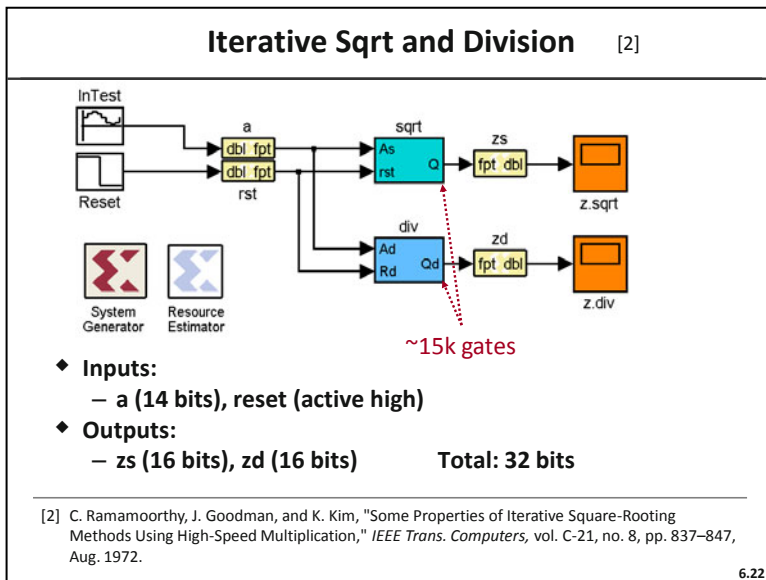 Iterative Sqrt and Division [2]
InTest
a
dbl fpt
dbl fpt
rst
Reset
sqrt
As
rst
Q
zs
fpt dbl
z.sqrt
div
Ad
Rd
Qd
zd
fpt dbl
z.div
System
Generator
Resource
Estimator
~15k gates
◆ Inputs:
– a (14 bits), reset (active high)
◆ Outputs:
– zs (16 bits), zd (16 bits) Total: 32 bits
[2] C. Ramamoorthy, J. Goodman, and K. Kim, "Some Properties of Iterative Square-Rooting
Methods Using High-Speed Multiplication," IEEE Trans. Computers, vol. C-21, no. 8, pp. 837–847,
Aug. 1972.
6.22